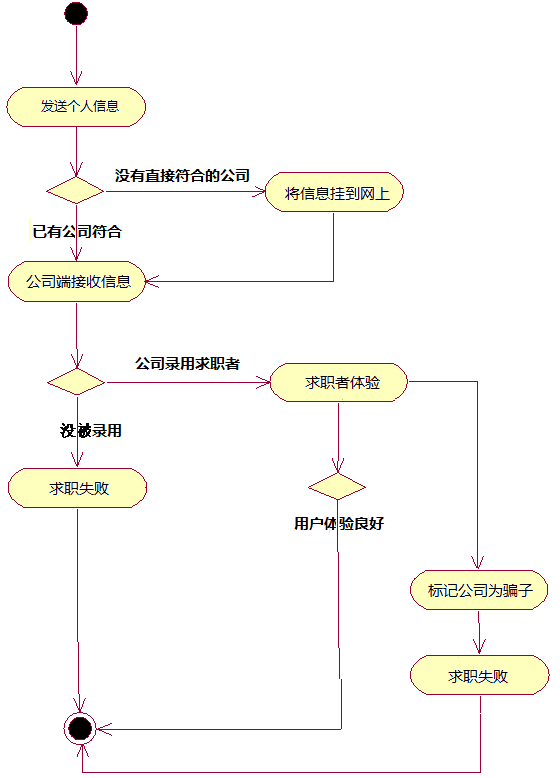 发送个人信息
没有直接符合的公司
将信息挂到网上
已有公司符合
公司端接收信息
公司录用求职者
求职者体验
没被录用
求职失败
用户体验良好
标记公司为骗子
求职失败